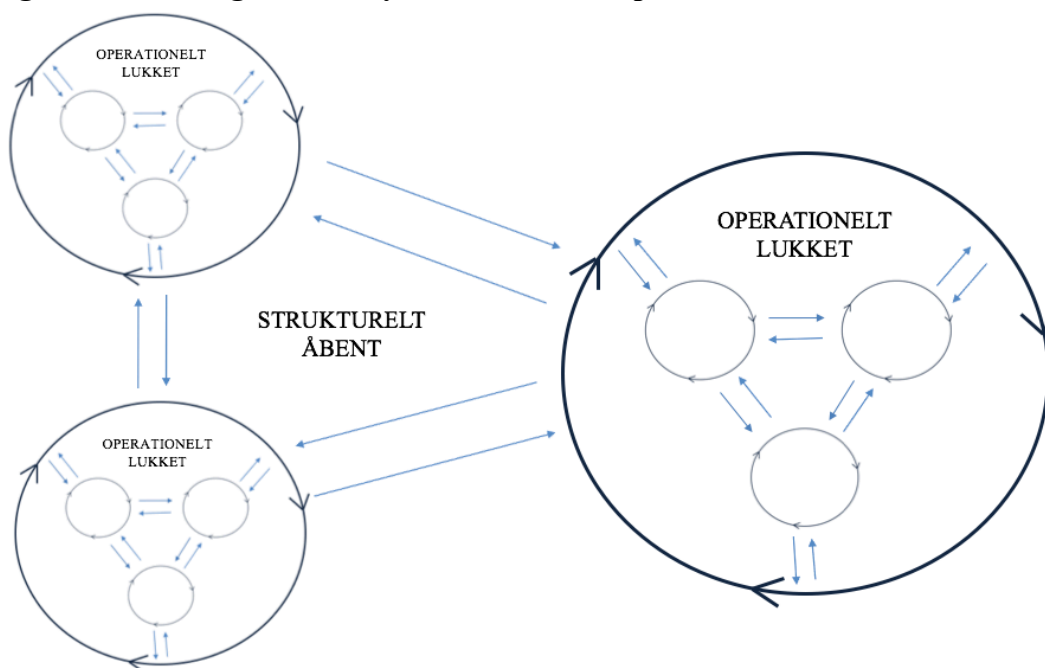 OPERATIONELT
LUKKET
OPERATIONELT
LUKKET
STRUKTURELT
ÅBENT
OPERATIONELT
LUKKET